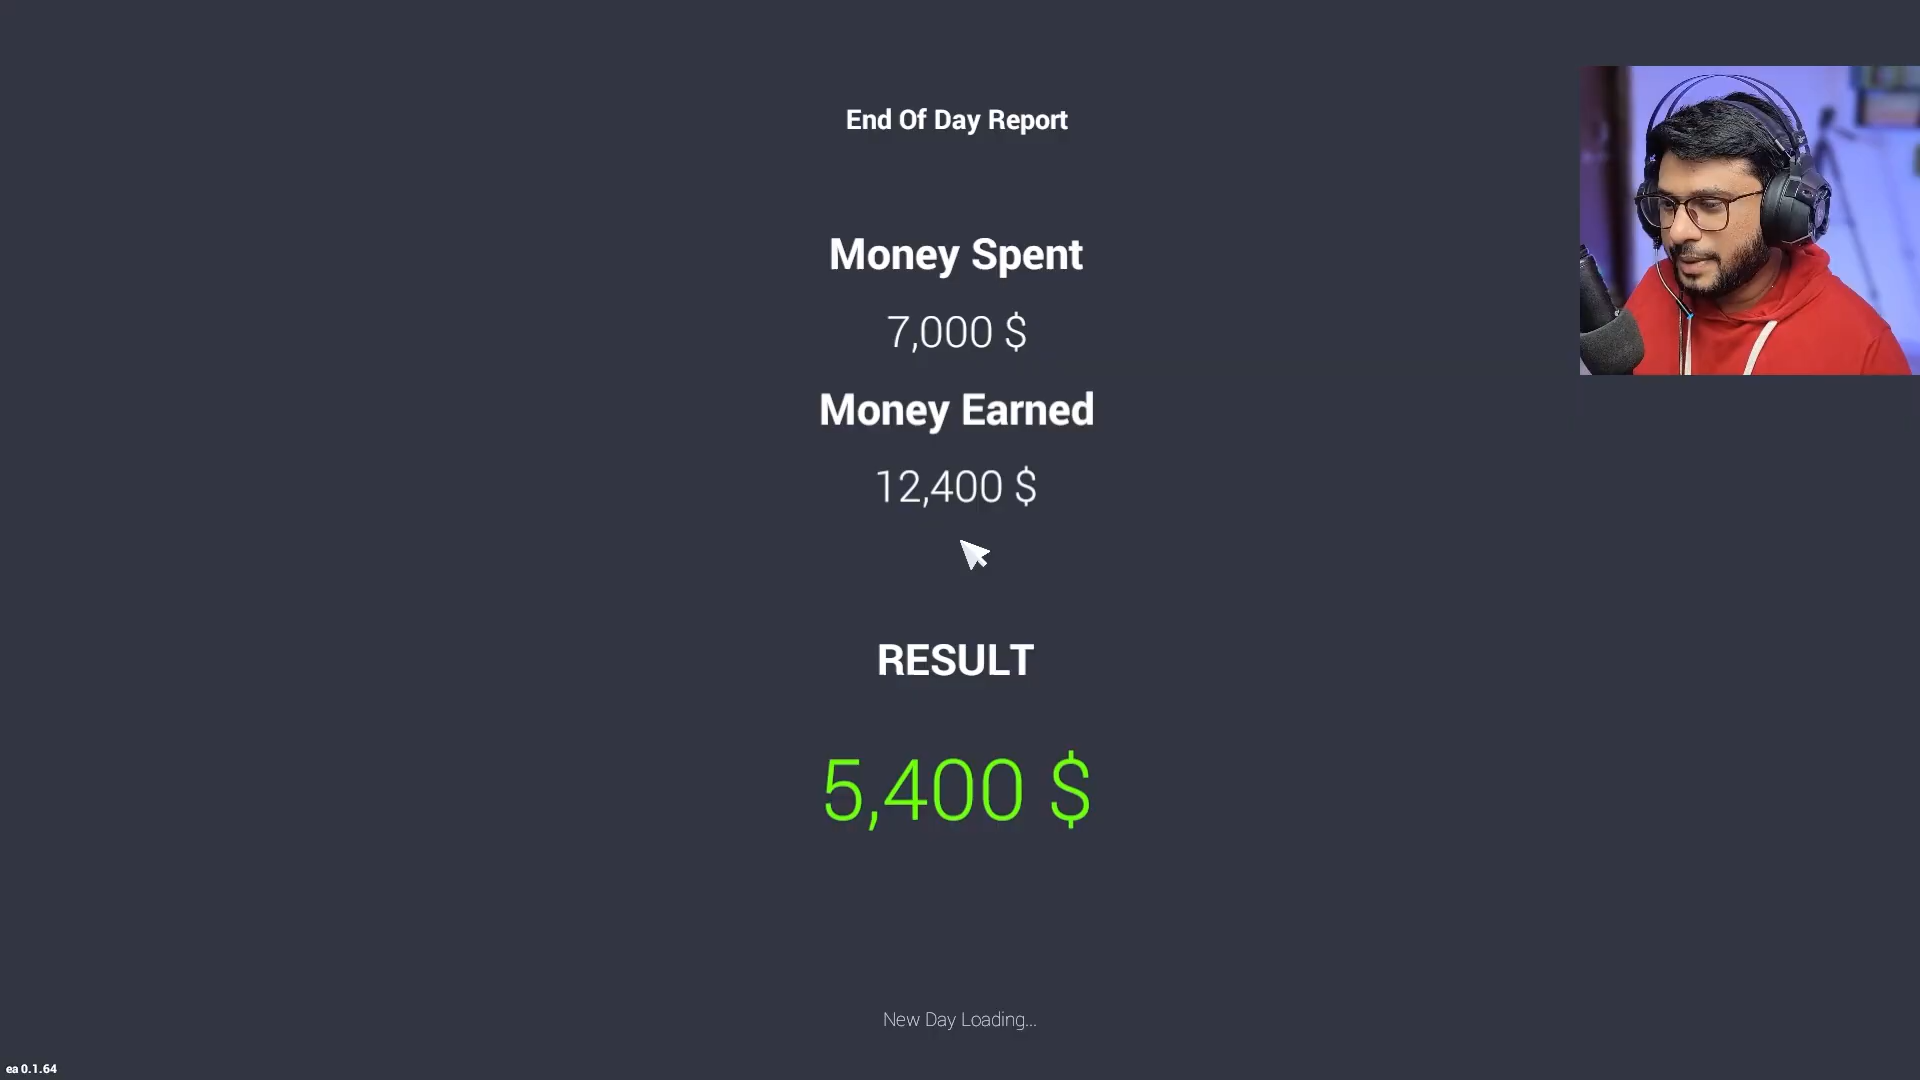 End Of Day Report
Money Spent
7,000 $
Money Earned
12,400 $
RESULT
5,400 $
New Day Loading...
ea 0.1.64